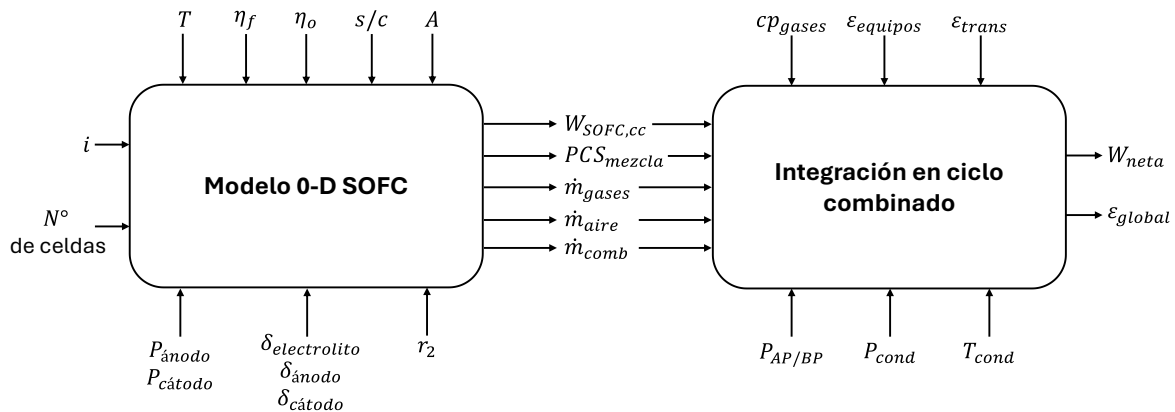 T η_f η_o s/c A
cp_gases ε_equipos ε_trans
i
N°
de celdas
Modelo 0-D SOFC
W_SOFC,cc
PCS_mezcla
ṁ_gases
ṁ_aire
ṁ_comb
Integración en ciclo
combinado
W_neta
ε_global
P_ánodo
P_cátodo
δ_electrolito
δ_ánodo
δ_cátodo
r_2
P_AP/BP P_cond T_cond